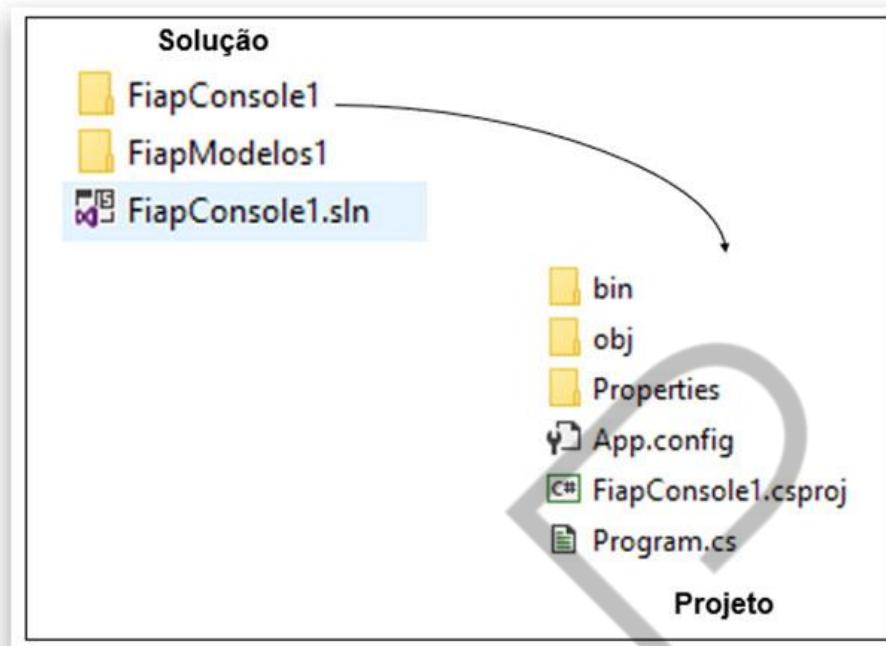 Solução
FiapConsole1
FiapModelos1
FiapConsole1.sln
bin
obj
Properties
App.config
C# FiapConsole1.csproj
Program.cs
Projeto